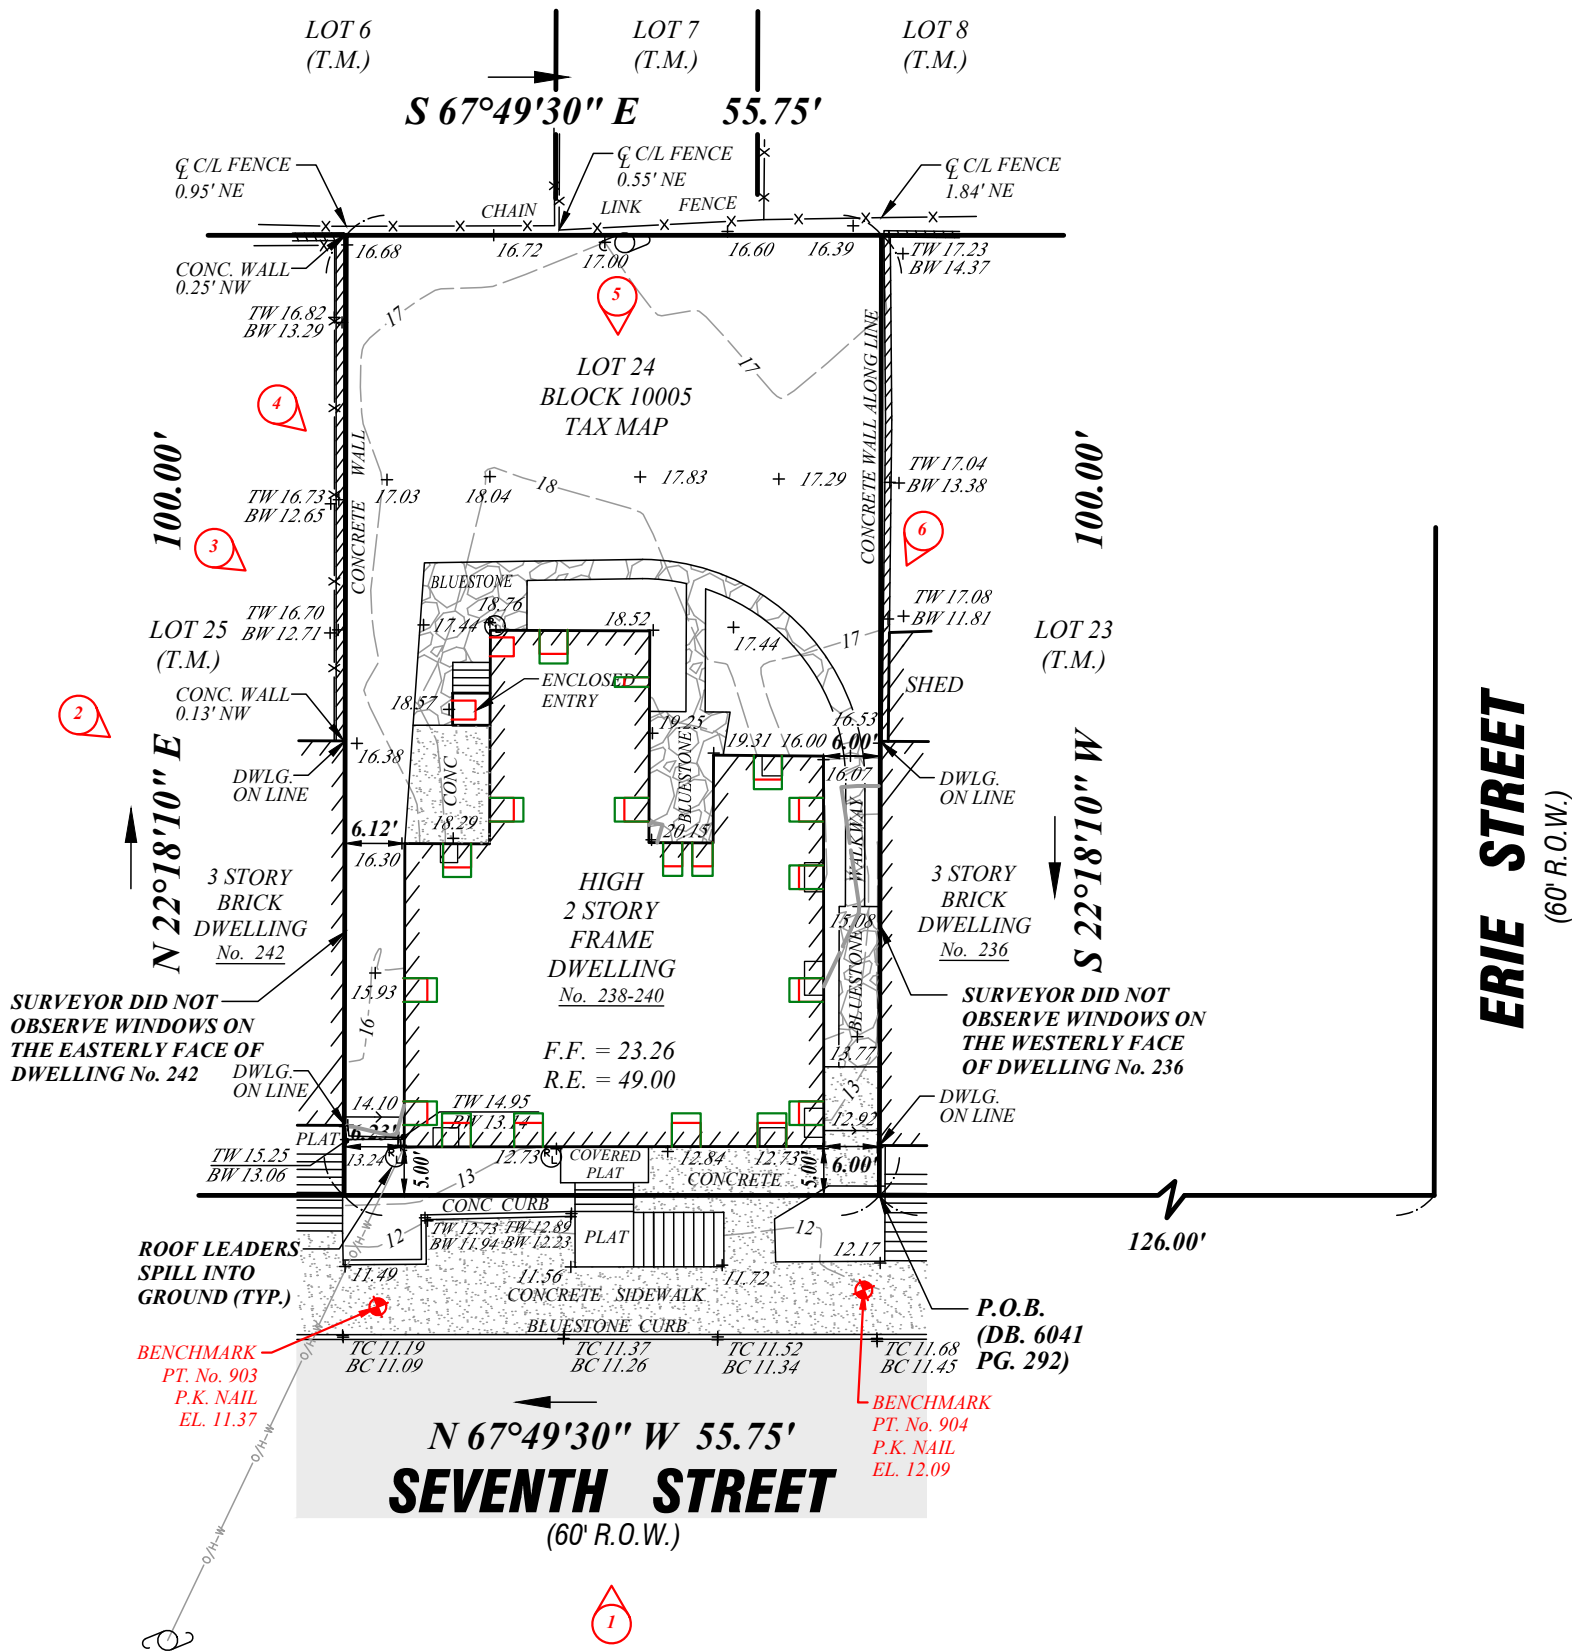 LOT 6
(T.M.)
LOT 7
(T.M.)
LOT 8
(T.M.)
S 67°49'30" E 55.75'
℄ C/L FENCE
0.95' NE
℄ C/L FENCE
0.55' NE
℄ C/L FENCE
1.84' NE
CHAIN LINK FENCE
16.68
16.72
17.00
16.60
16.39
TW 17.23
BW 14.37
CONC. WALL
0.25' NW
TW 16.82
BW 13.29
17
5
17
LOT 24
BLOCK 10005
TAX MAP
4
CONCRETE WALL
CONCRETE WALL ALONG LINE
100.00'
100.00'
TW 16.73
BW 12.65
17.03
18.04
18
17.83
17.29
TW 17.04
BW 13.38
3
6
BLUESTONE
18.76
17.44
18.52
17.44
17
TW 16.70
BW 12.71
TW 17.08
BW 11.81
LOT 25
(T.M.)
LOT 23
(T.M.)
SHED
CONC. WALL
0.13' NW
2
18.57
ENCLOSED
ENTRY
19.25
19.31
16.00
16.53
6.00'
16.07
16.38
DWLG.
ON LINE
DWLG.
ON LINE
CONC
BLUESTONE
WALKWAY
18.29
20.15
6.12'
16.30
N 22°18'10" E
S 22°18'10" W
3 STORY
BRICK
DWELLING
No. 242
HIGH
2 STORY
FRAME
DWELLING
No. 238-240
F.F. = 23.26
R.E. = 49.00
3 STORY
BRICK
DWELLING
No. 236
15.08
BLUESTONE
15.93
16
13.77
13
SURVEYOR DID NOT
OBSERVE WINDOWS ON
THE EASTERLY FACE OF
DWELLING No. 242
SURVEYOR DID NOT
OBSERVE WINDOWS ON
THE WESTERLY FACE
OF DWELLING No. 236
DWLG.
ON LINE
DWLG.
ON LINE
14.10
TW 14.95
BW 13.14
12.92
PLAT
6.23'
TW 15.25
BW 13.06
13.24
RL
5.00'
13
12.73
RL
COVERED
PLAT
12.84
12.73
CONCRETE
5.00'
6.00'
CONC CURB
TW 12.73
BW 11.94
TW 12.89
BW 12.23
PLAT
12
12
12.17
126.00'
ROOF LEADERS
SPILL INTO
GROUND (TYP.)
11.49
11.56
11.72
CONCRETE SIDEWALK
BLUESTONE CURB
P.O.B.
(DB. 6041
PG. 292)
BENCHMARK
PT. No. 903
P.K. NAIL
EL. 11.37
TC 11.19
BC 11.09
TC 11.37
BC 11.26
TC 11.52
BC 11.34
TC 11.68
BC 11.45
BENCHMARK
PT. No. 904
P.K. NAIL
EL. 12.09
O/H-W
O/H-W
O/H-W
O/H-W
N 67°49'30" W 55.75'
SEVENTH STREET
(60' R.O.W.)
1
ERIE STREET
(60' R.O.W.)